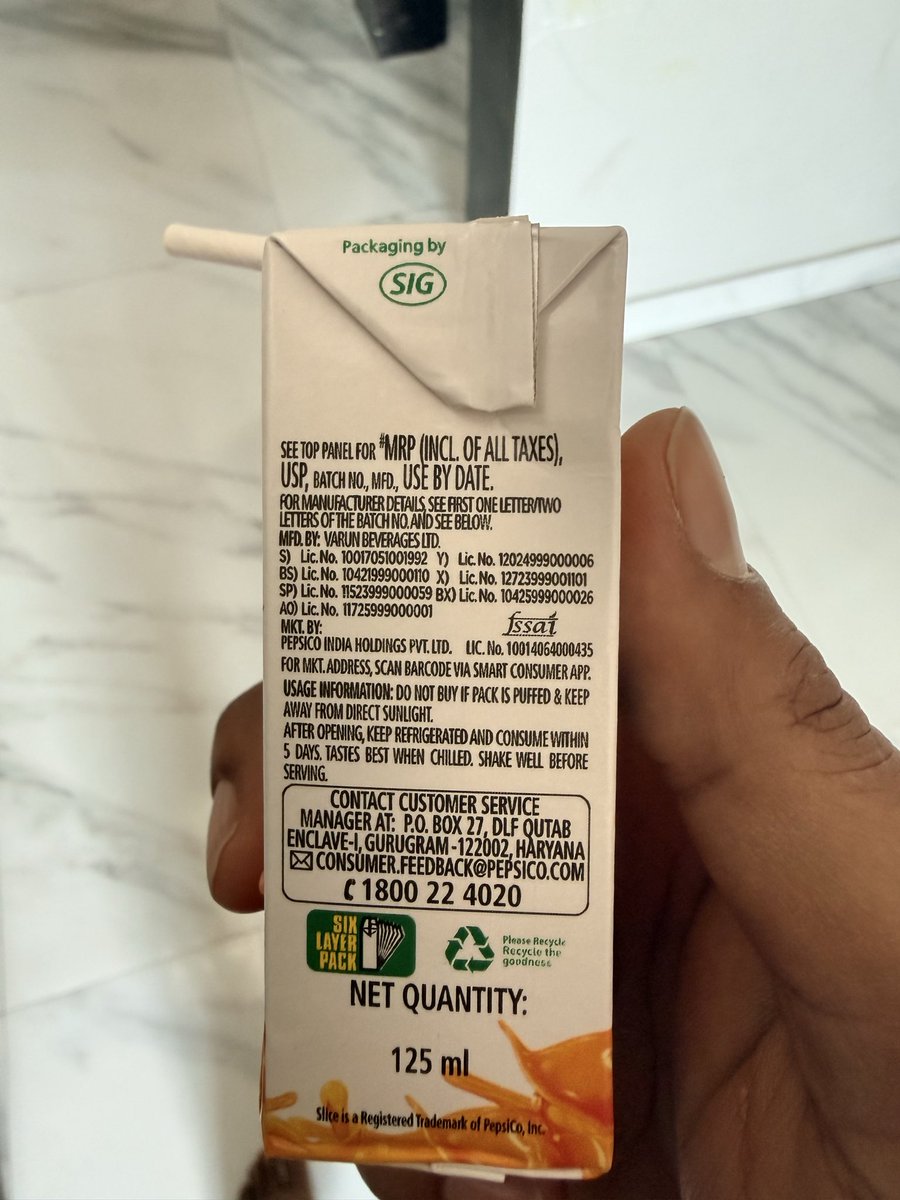 Packaging by
SIG
SEE TOP PANEL FOR #MRP (INCL. OF ALL TAXES),
USP, BATCH NO., MFD., USE BY DATE.
FOR MANUFACTURER DETAILS, SEE FIRST ONE LETTER/TWO
LETTERS OF THE BATCH NO. AND SEE BELOW.
MFD. BY: VARUN BEVERAGES LTD.
S) Lic. No. 10017051001992 Y) Lic. No. 12024999000006
BS) Lic. No. 10421999000110 X) Lic. No. 12723999001101
SP) Lic. No. 11523999000059 BX) Lic. No. 10425999000026
AO) Lic. No. 11725999000001
fssai
MKT. BY:
PEPSICO INDIA HOLDINGS PVT. LTD. LIC. No. 10014064000435
FOR MKT. ADDRESS, SCAN BARCODE VIA SMART CONSUMER APP.
USAGE INFORMATION: DO NOT BUY IF PACK IS PUFFED & KEEP
AWAY FROM DIRECT SUNLIGHT.
AFTER OPENING, KEEP REFRIGERATED AND CONSUME WITHIN
5 DAYS. TASTES BEST WHEN CHILLED. SHAKE WELL BEFORE
SERVING.
CONTACT CUSTOMER SERVICE
MANAGER AT: P.O. BOX 27, DLF QUTAB
ENCLAVE-I, GURUGRAM -122002, HARYANA
CONSUMER.FEEDBACK@PEPSICO.COM
1800 22 4020
SIX
LAYER
PACK
Please Recycle
Recycle the
goodness
NET QUANTITY:
125 ml
Slice is a Registered Trademark of PepsiCo, Inc.